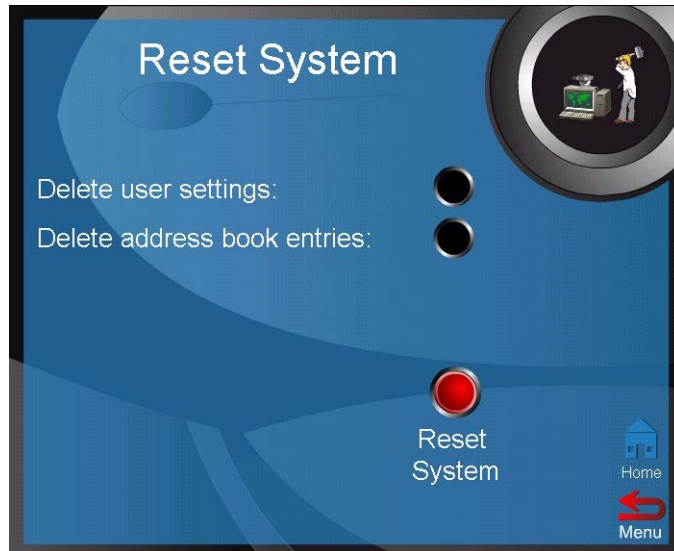 Reset System
Delete user settings:
Delete address book entries:
Reset
System
Home
Menu